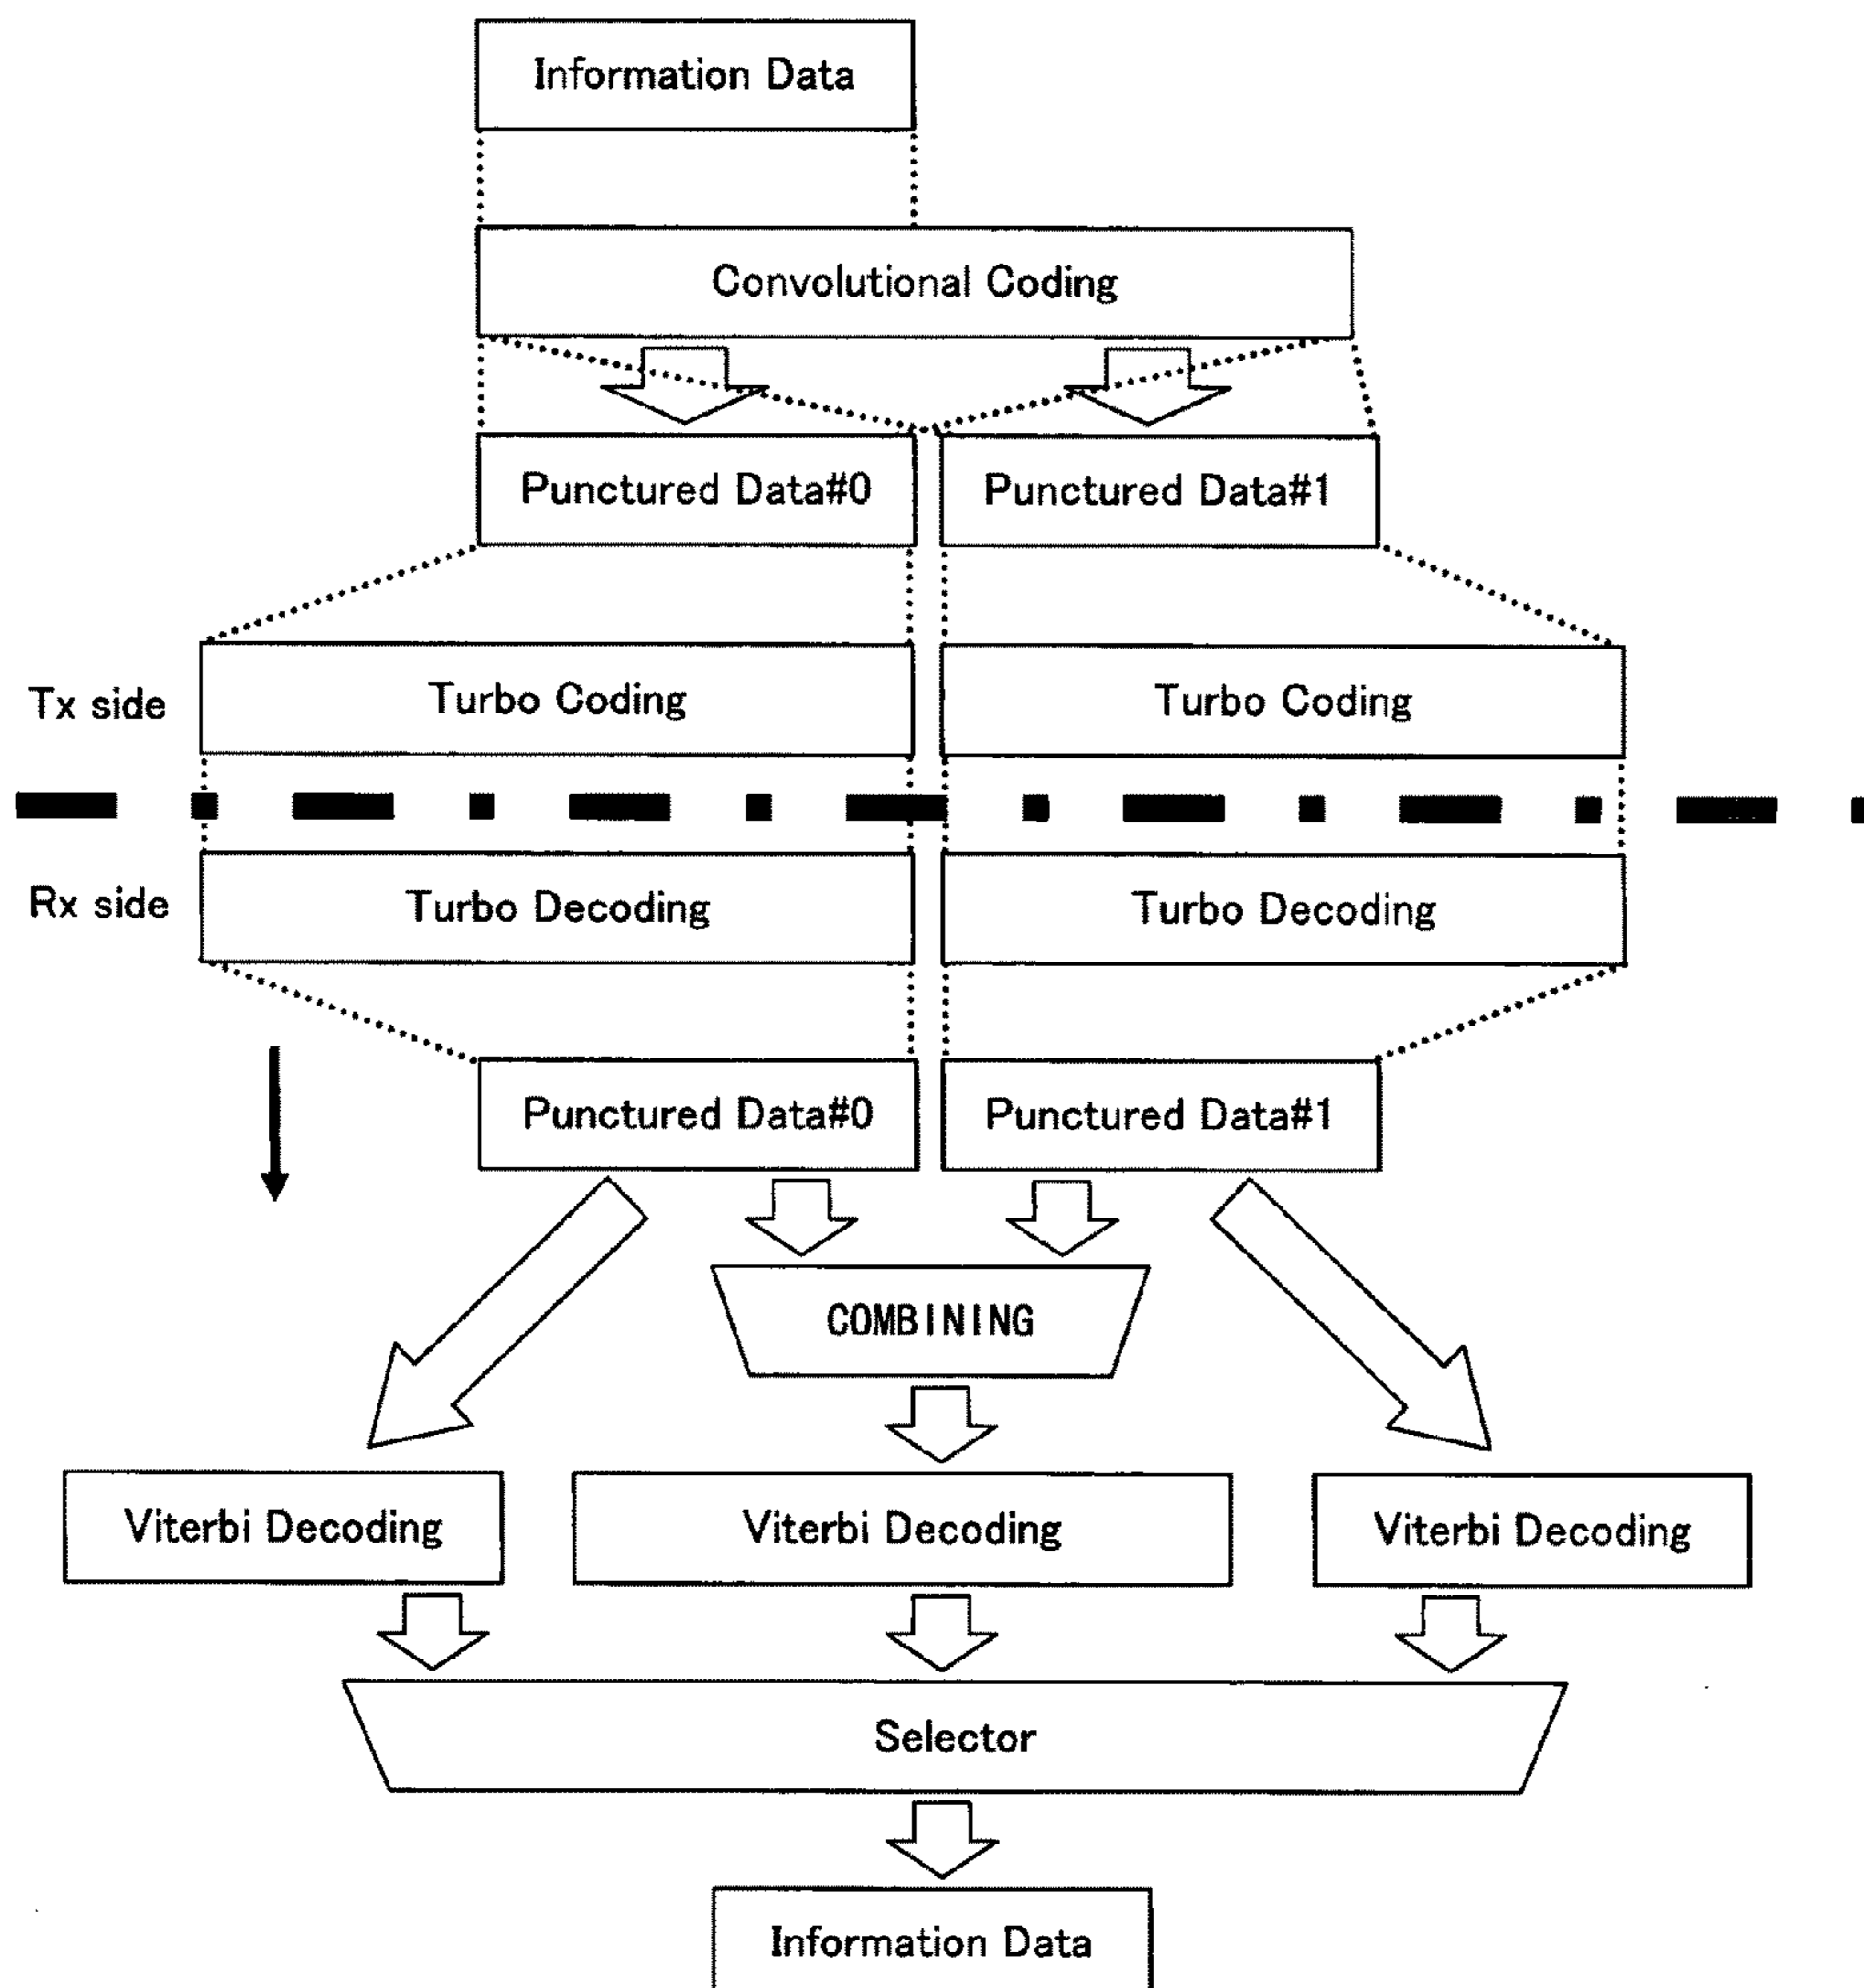 Information Data
Convolutional Coding
Punctured Data#0
Punctured Data#1
Tx side
Turbo Coding
Turbo Coding
Rx side
Turbo Decoding
Turbo Decoding
Punctured Data#0
Punctured Data#1
COMBINING
Viterbi Decoding
Viterbi Decoding
Viterbi Decoding
Selector
Information Data